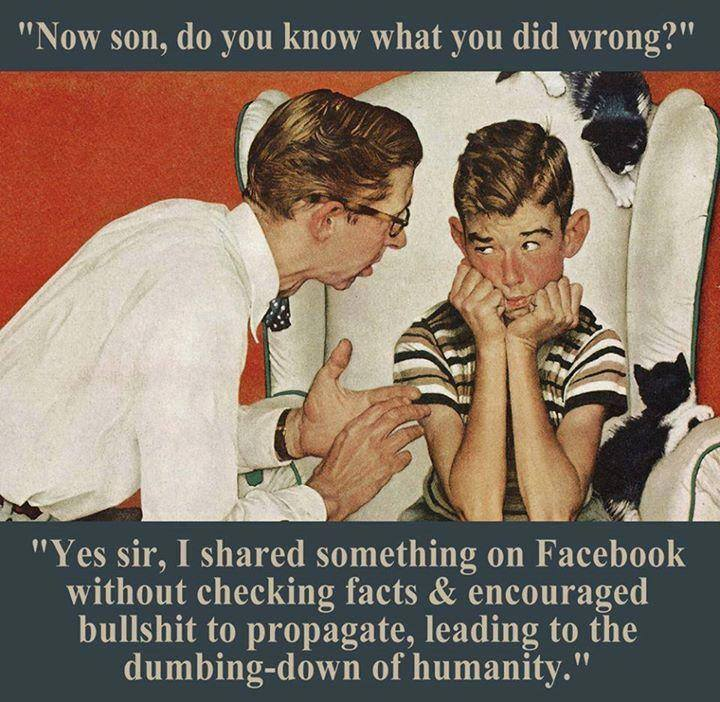 "Now son, do you know what you did wrong?"
"Yes sir, I shared something on Facebook
without checking facts & encouraged
bullshit to propagate, leading to the
dumbing-down of humanity."